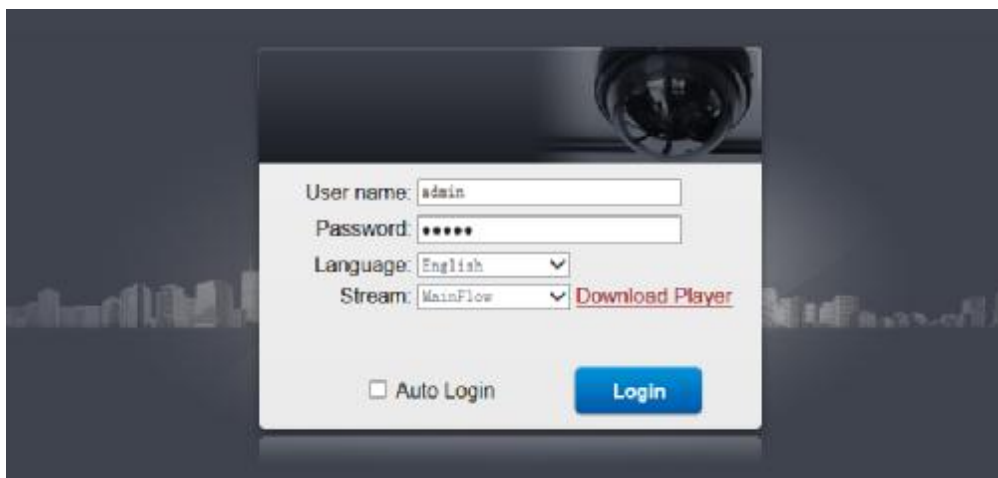 User name: admin
Password: •••••
Language: English
Stream: MainFlow Download Player
Auto Login Login